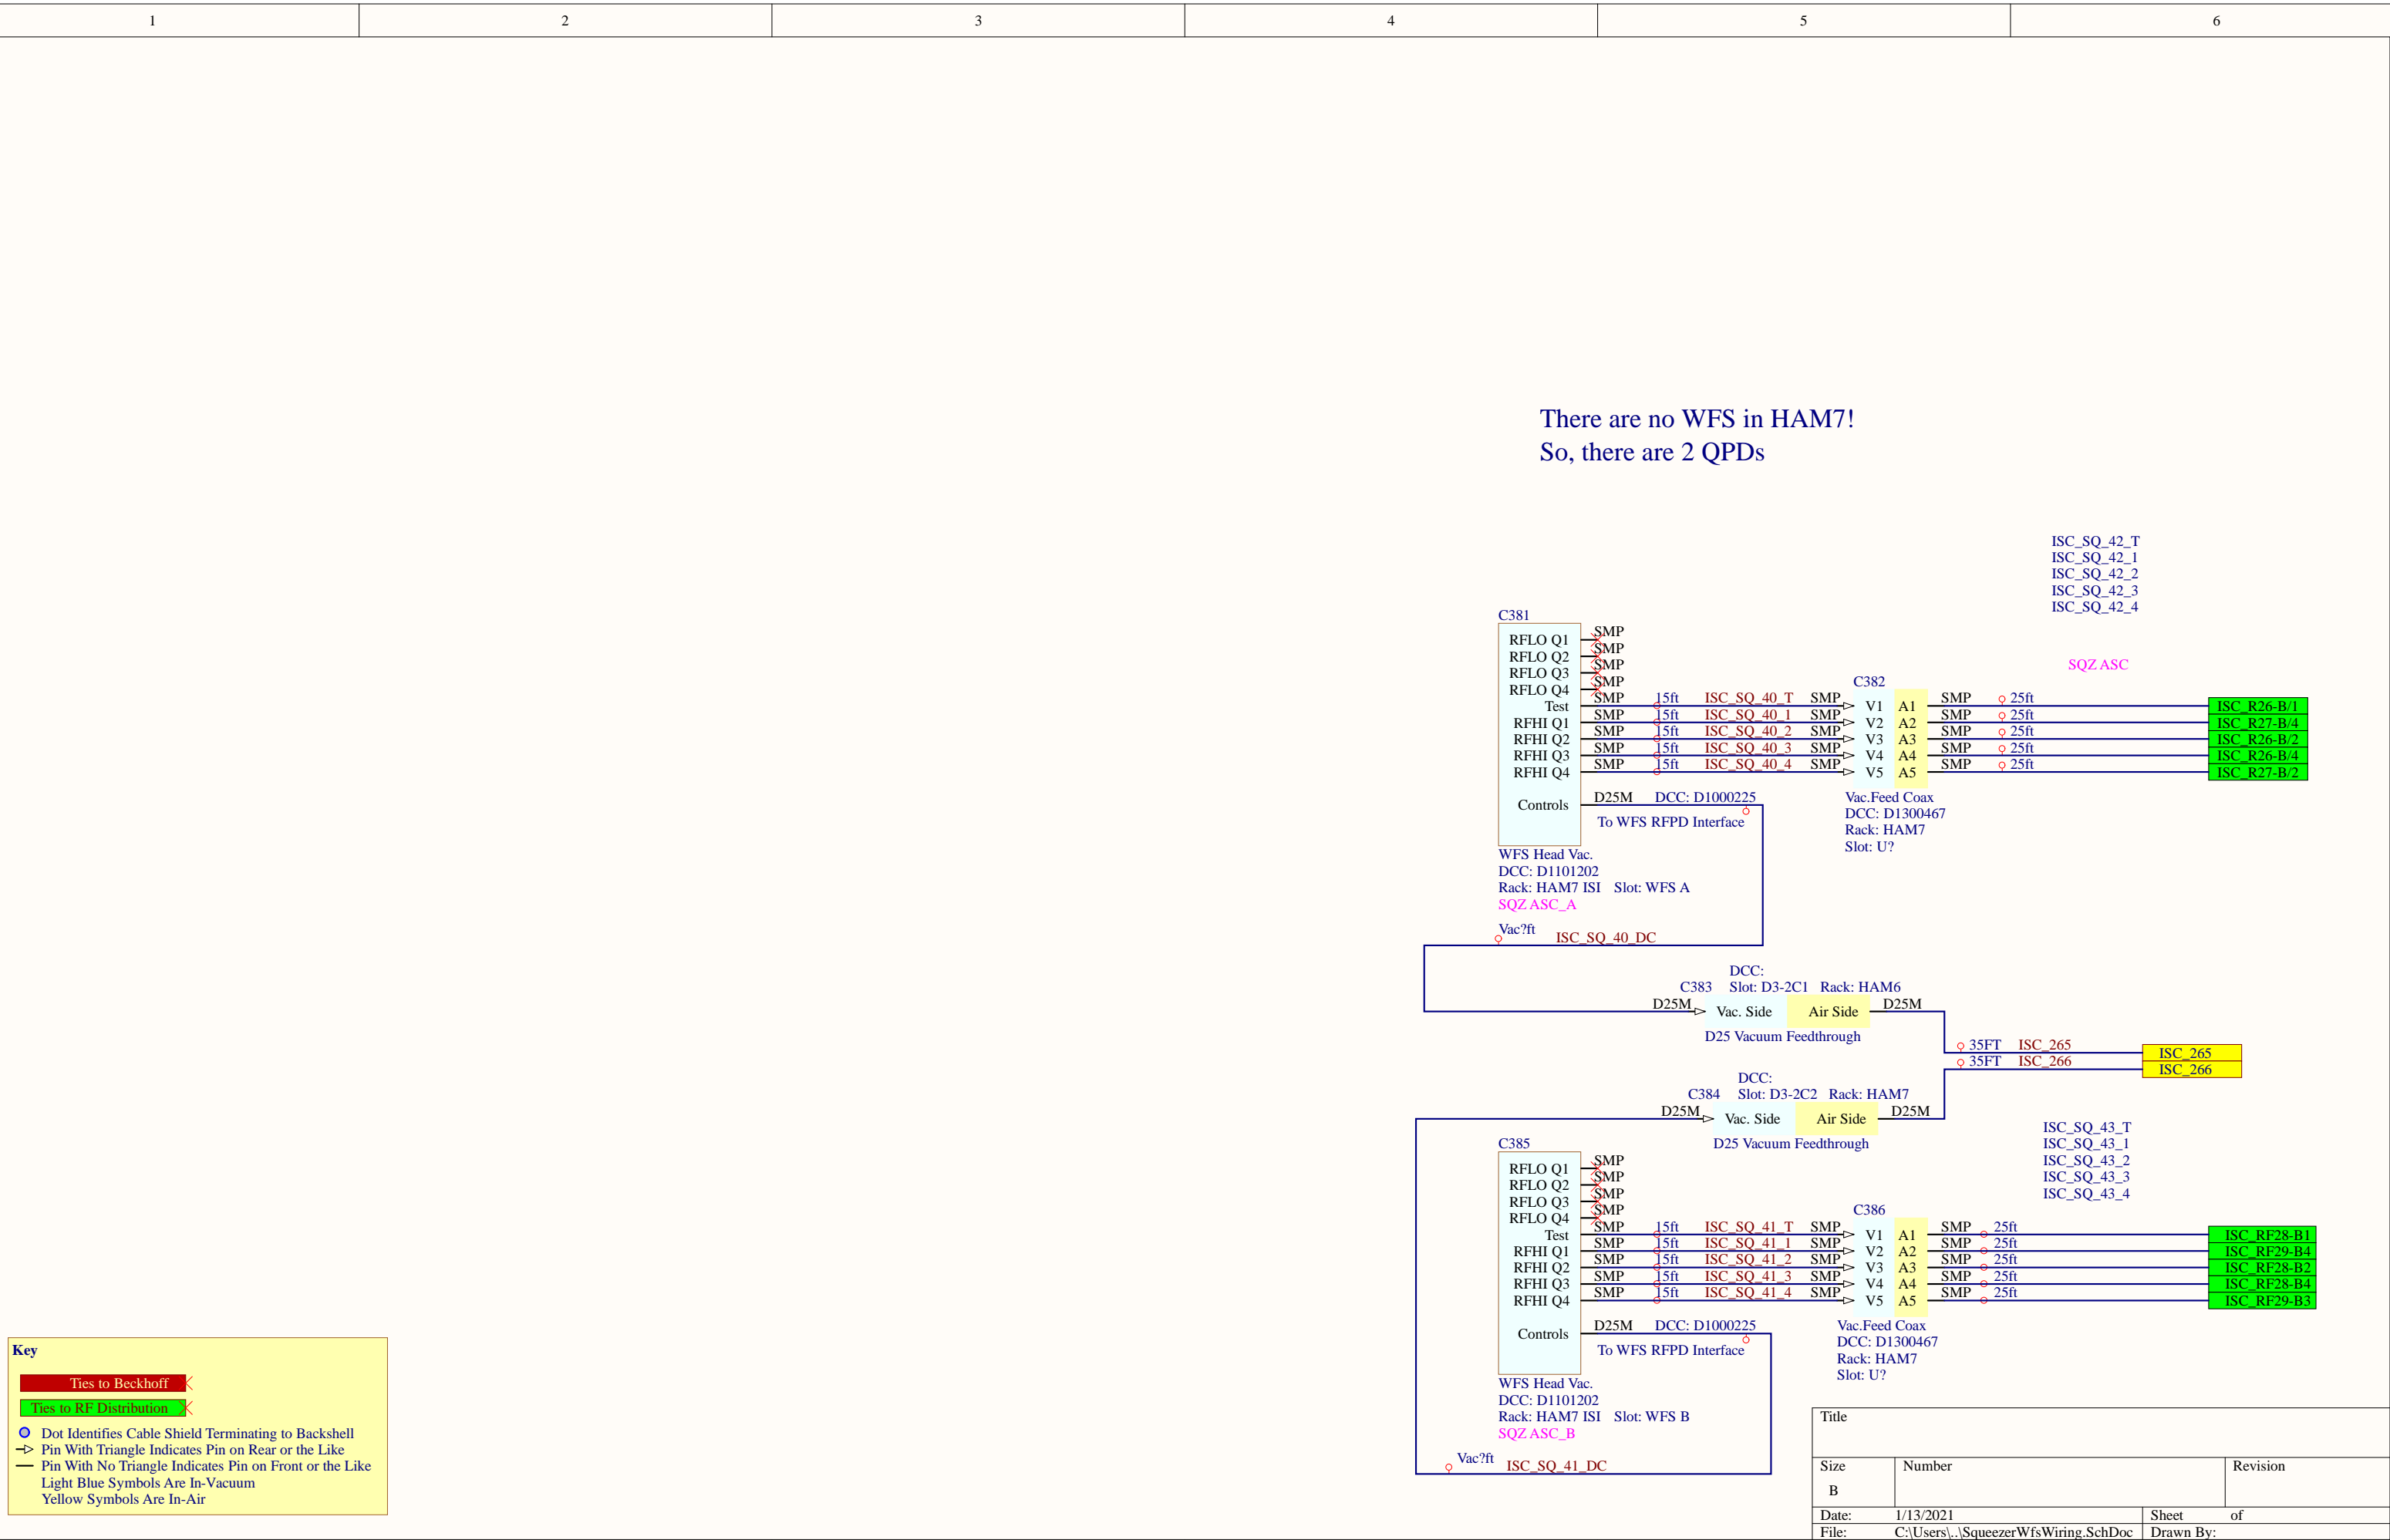 1 2 3 4 5 6
There are no WFS in HAM7!
So, there are 2 QPDs
ISC_SQ_42_T
ISC_SQ_42_1
ISC_SQ_42_2
ISC_SQ_42_3
ISC_SQ_42_4
SQZ ASC
C381
RFLO Q1 SMP
RFLO Q2 SMP
RFLO Q3 SMP
RFLO Q4 SMP
C382
Test SMP 15ft ISC_SQ_40_T SMP V1 A1 SMP 25ft ISC_R26-B/1
RFHI Q1 SMP 15ft ISC_SQ_40_1 SMP V2 A2 SMP 25ft ISC_R27-B/4
RFHI Q2 SMP 15ft ISC_SQ_40_2 SMP V3 A3 SMP 25ft ISC_R26-B/2
RFHI Q3 SMP 15ft ISC_SQ_40_3 SMP V4 A4 SMP 25ft ISC_R26-B/4
RFHI Q4 SMP 15ft ISC_SQ_40_4 SMP V5 A5 SMP 25ft ISC_R27-B/2
Controls D25M DCC: D1000225
To WFS RFPD Interface
Vac.Feed Coax
DCC: D1300467
Rack: HAM7
Slot: U?
WFS Head Vac.
DCC: D1101202
Rack: HAM7 ISI Slot: WFS A
SQZ ASC_A
Vac?ft ISC_SQ_40_DC
DCC:
C383 Slot: D3-2C1 Rack: HAM6
D25M Vac. Side Air Side D25M
D25 Vacuum Feedthrough
35FT ISC_265 ISC_265
35FT ISC_266 ISC_266
DCC:
C384 Slot: D3-2C2 Rack: HAM7
D25M Vac. Side Air Side D25M
D25 Vacuum Feedthrough
ISC_SQ_43_T
ISC_SQ_43_1
ISC_SQ_43_2
ISC_SQ_43_3
ISC_SQ_43_4
C385
RFLO Q1 SMP
RFLO Q2 SMP
RFLO Q3 SMP
RFLO Q4 SMP
C386
Test SMP 15ft ISC_SQ_41_T SMP V1 A1 SMP 25ft ISC_RF28-B1
RFHI Q1 SMP 15ft ISC_SQ_41_1 SMP V2 A2 SMP 25ft ISC_RF29-B4
RFHI Q2 SMP 15ft ISC_SQ_41_2 SMP V3 A3 SMP 25ft ISC_RF28-B2
RFHI Q3 SMP 15ft ISC_SQ_41_3 SMP V4 A4 SMP 25ft ISC_RF28-B4
RFHI Q4 SMP 15ft ISC_SQ_41_4 SMP V5 A5 SMP 25ft ISC_RF29-B3
Controls D25M DCC: D1000225
To WFS RFPD Interface
Vac.Feed Coax
DCC: D1300467
Rack: HAM7
Slot: U?
WFS Head Vac.
DCC: D1101202
Rack: HAM7 ISI Slot: WFS B
SQZ ASC_B
Vac?ft ISC_SQ_41_DC
Key
Ties to Beckhoff
Ties to RF Distribution
Dot Identifies Cable Shield Terminating to Backshell
Pin With Triangle Indicates Pin on Rear or the Like
Pin With No Triangle Indicates Pin on Front or the Like
Light Blue Symbols Are In-Vacuum
Yellow Symbols Are In-Air
Title
Size Number Revision
B
Date: 1/13/2021 Sheet of
File: C:\Users\..\SqueezerWfsWiring.SchDoc Drawn By: